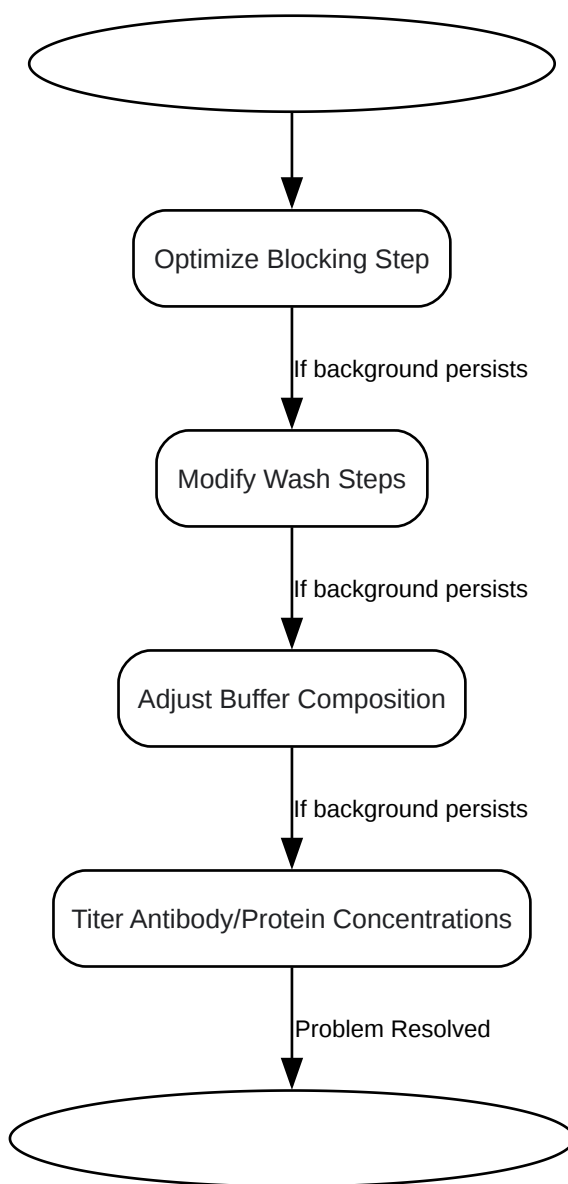 Optimize Blocking Step
If background persists
Modify Wash Steps
If background persists
Adjust Buffer Composition
If background persists
Titer Antibody/Protein Concentrations
Problem Resolved